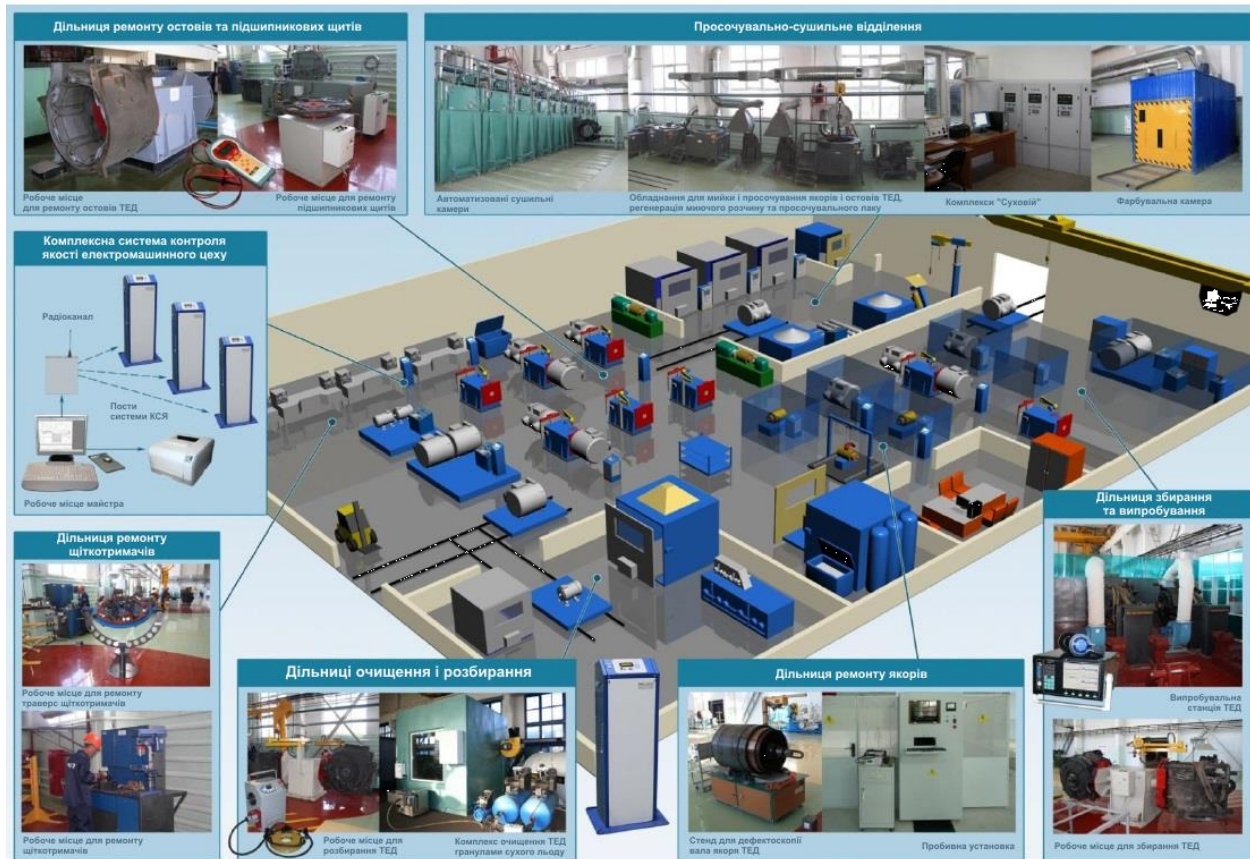 Дільниця ремонту остовів та підшипникових щитів
Робоче місце
для ремонту остовів ТЕД
Робоче місце для ремонту
підшипникових щитів
Просочувально-сушильне відділення
Автоматизовані сушильні
камери
Обладнання для мийки і просочування якорів і остовів ТЕД,
регенерація миючого розчину та просочувального лаку
Комплекси "Суховій"
Фарбувальна камера
Комплексна система контроля
якості електромашинного цеху
Радіоканал
Пости
системи КСЯ
Робоче місце майстра
Дільниця ремонту
щіткотримачів
Робоче місце для ремонту
траверс щіткотримачів
Робоче місце для ремонту
щіткотримачів
Дільниці очищення і розбирання
Робоче місце для
розбирання ТЕД
Комплекс очищення ТЕД
гранулами сухого льоду
Дільниця ремонту якорів
Стенд для дефектоскопії
вала якоря ТЕД
Пробивна установка
Дільниця збирання
та випробування
Випробувальна
станція ТЕД
Робоче місце для збирання ТЕД